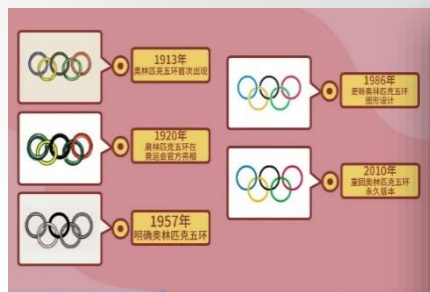 1913年
奥林匹克五环首次出现
1920年
奥林匹克五环在
奥运会官方亮相
1957年
明确奥林匹克五环
1986年
更新奥林匹克五环
图形设计
2010年
重回奥林匹克五环
永久版本